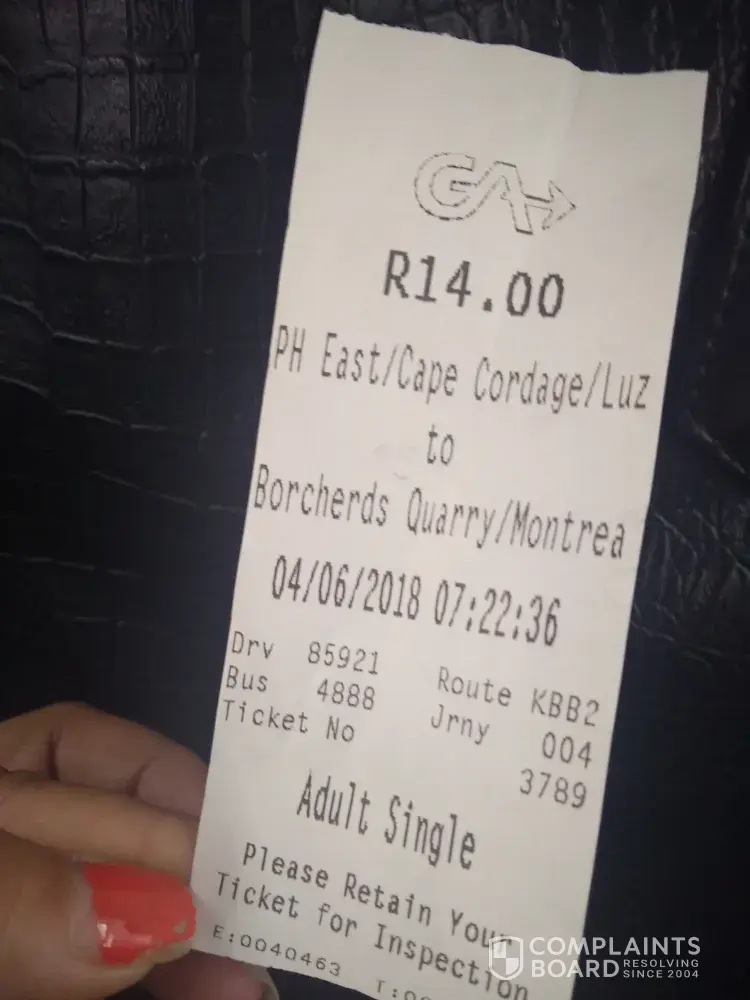 GA
R14.00
PH East/Cape Cordage/Luz
to
Borcherds Quarry/Montrea
04/06/2018 07:22:36
Drv 85921 Route KBB2
Bus 4888 Jrny 004
Ticket No 3789
Adult Single
Please Retain Your
Ticket for Inspection
E:0040463 T:00
COMPLAINTS
BOARD RESOLVING
SINCE 2004